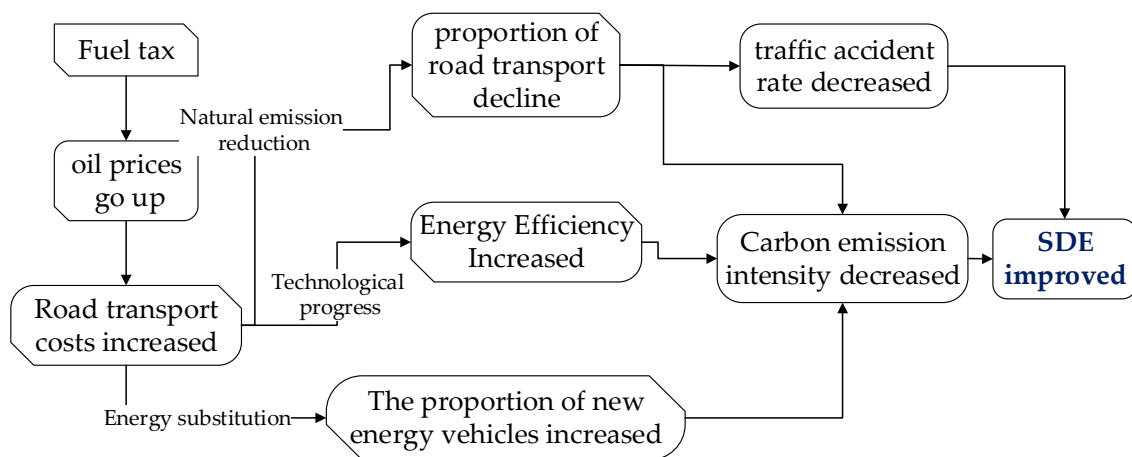 Fuel tax
oil prices
go up
Road transport
costs increased
Natural emission
reduction
Technological
progress
Energy substitution
proportion of
road transport
decline
Energy Efficiency
Increased
The proportion of new
energy vehicles increased
traffic accident
rate decreased
Carbon emission
intensity decreased
SDE
improved